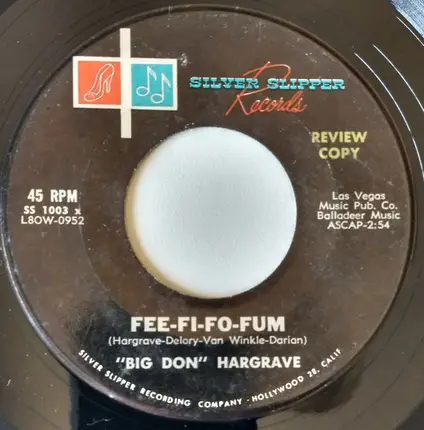 SILVER SLIPPER
Records
REVIEW
COPY
45 RPM
SS 1003 x
L8OW-0952
Las Vegas
Music Pub. Co.
Balladeer Music
ASCAP-2:54
FEE-FI-FO-FUM
(Hargrave-Delory-Van Winkle-Darian)
"BIG DON" HARGRAVE
SILVER SLIPPER RECORDING COMPANY - HOLLYWOOD 28, CALIF.